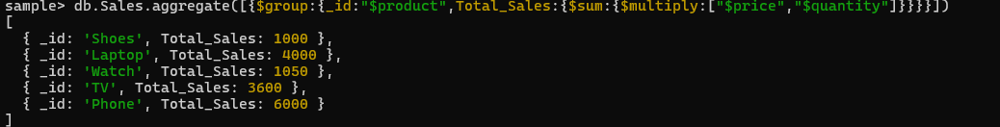 sample> db.Sales.aggregate([{$group:{_id:"$product",Total_Sales:{$sum:{$multiply:["$price","$quantity"]}}}}])
[
  { _id: 'Shoes', Total_Sales: 1000 },
  { _id: 'Laptop', Total_Sales: 4000 },
  { _id: 'Watch', Total_Sales: 1050 },
  { _id: 'TV', Total_Sales: 3600 },
  { _id: 'Phone', Total_Sales: 6000 }
]